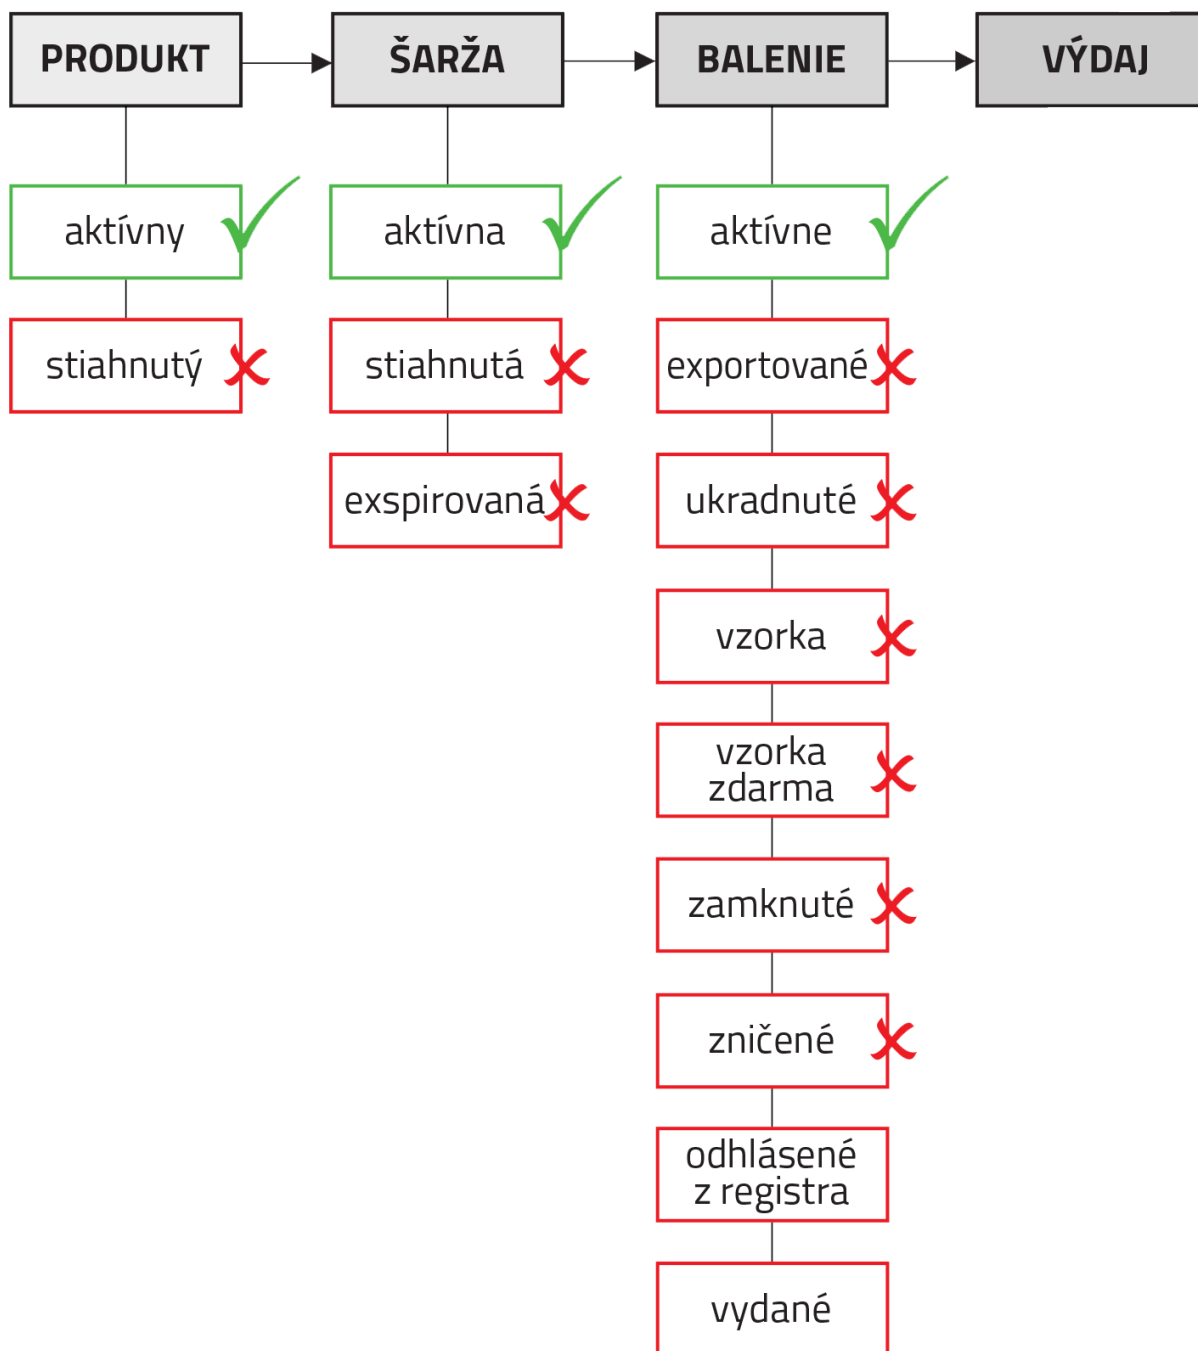 PRODUKT
ŠARŽA
BALENIE
VÝDAJ
aktívny
aktívna
aktívne
stiahnutý
stiahnutá
exportované
exspirovaná
ukradnuté
vzorka
vzorka
zdarma
zamknuté
zničené
odhlásené
z registra
vydané